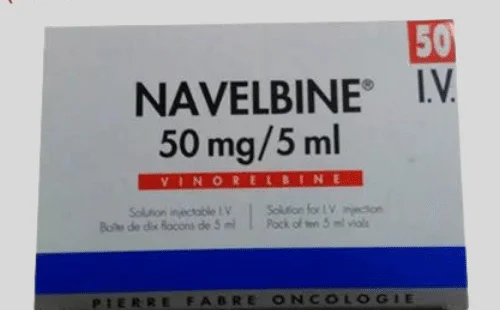 50
I.V.
NAVELBINE®
50 mg/5 ml
VINORELBINE
Solution injectable I.V.
Boîte de dix flacons de 5 ml
Solution for I.V. injection
Pack of ten 5 ml vials
PIERRE FABRE ONCOLOGIE